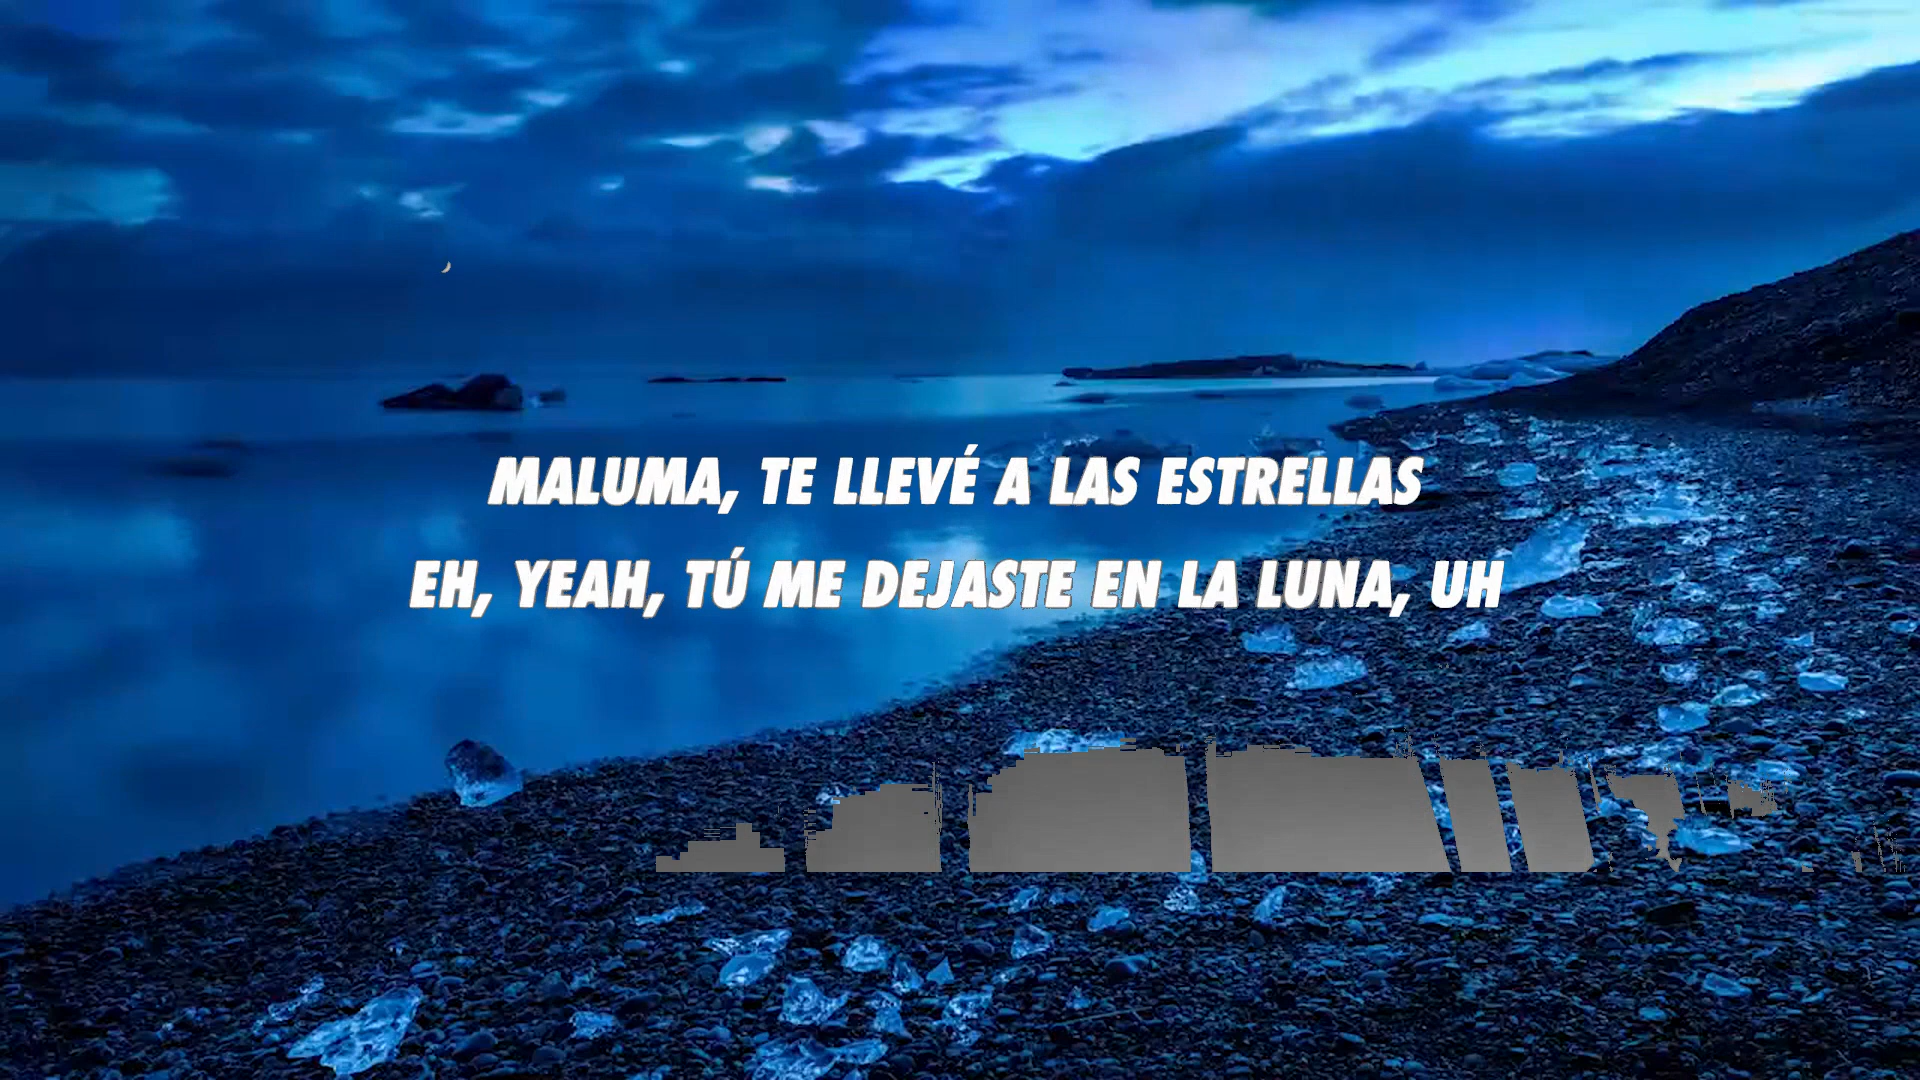 MALUMA, TE LLEVÉ A LAS ESTRELLAS
EH, YEAH, TÚ ME DEJASTE EN LA LUNA, UH